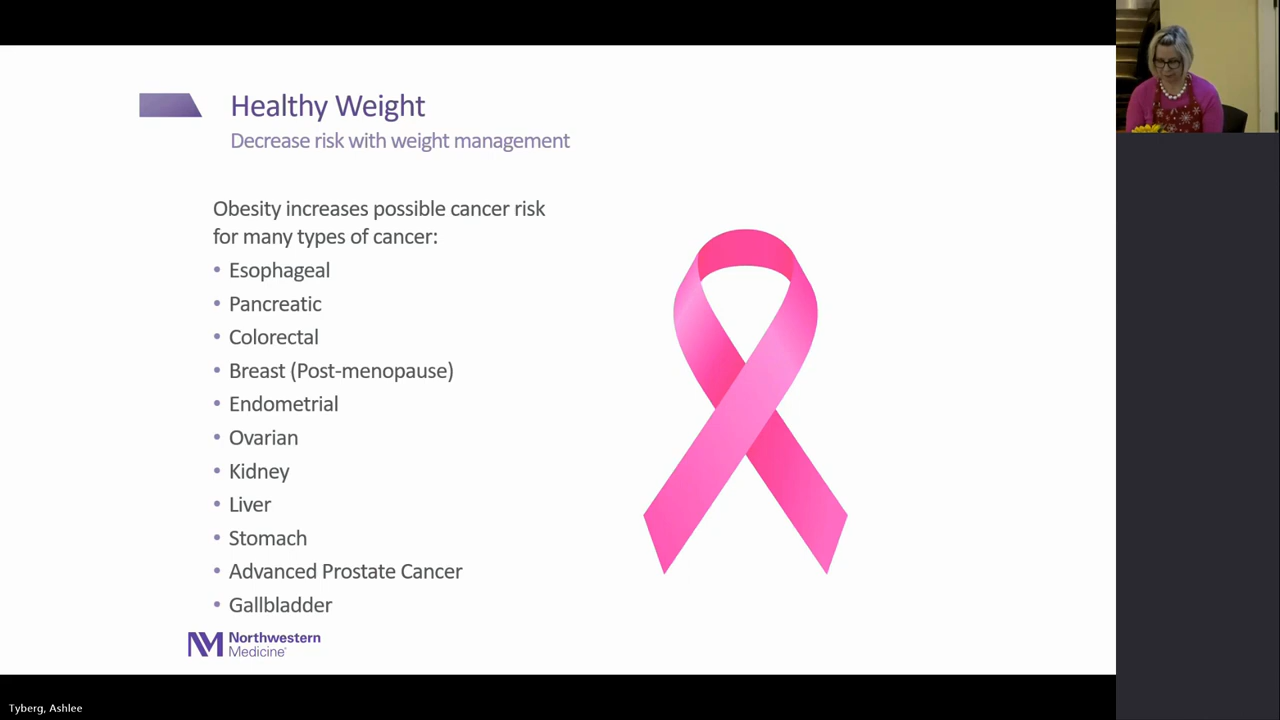 Healthy Weight
Decrease risk with weight management
Obesity increases possible cancer risk
for many types of cancer:
• Esophageal
• Pancreatic
• Colorectal
• Breast (Post-menopause)
• Endometrial
• Ovarian
• Kidney
• Liver
• Stomach
• Advanced Prostate Cancer
• Gallbladder
NM Northwestern
Medicine
Tyberg, Ashlee